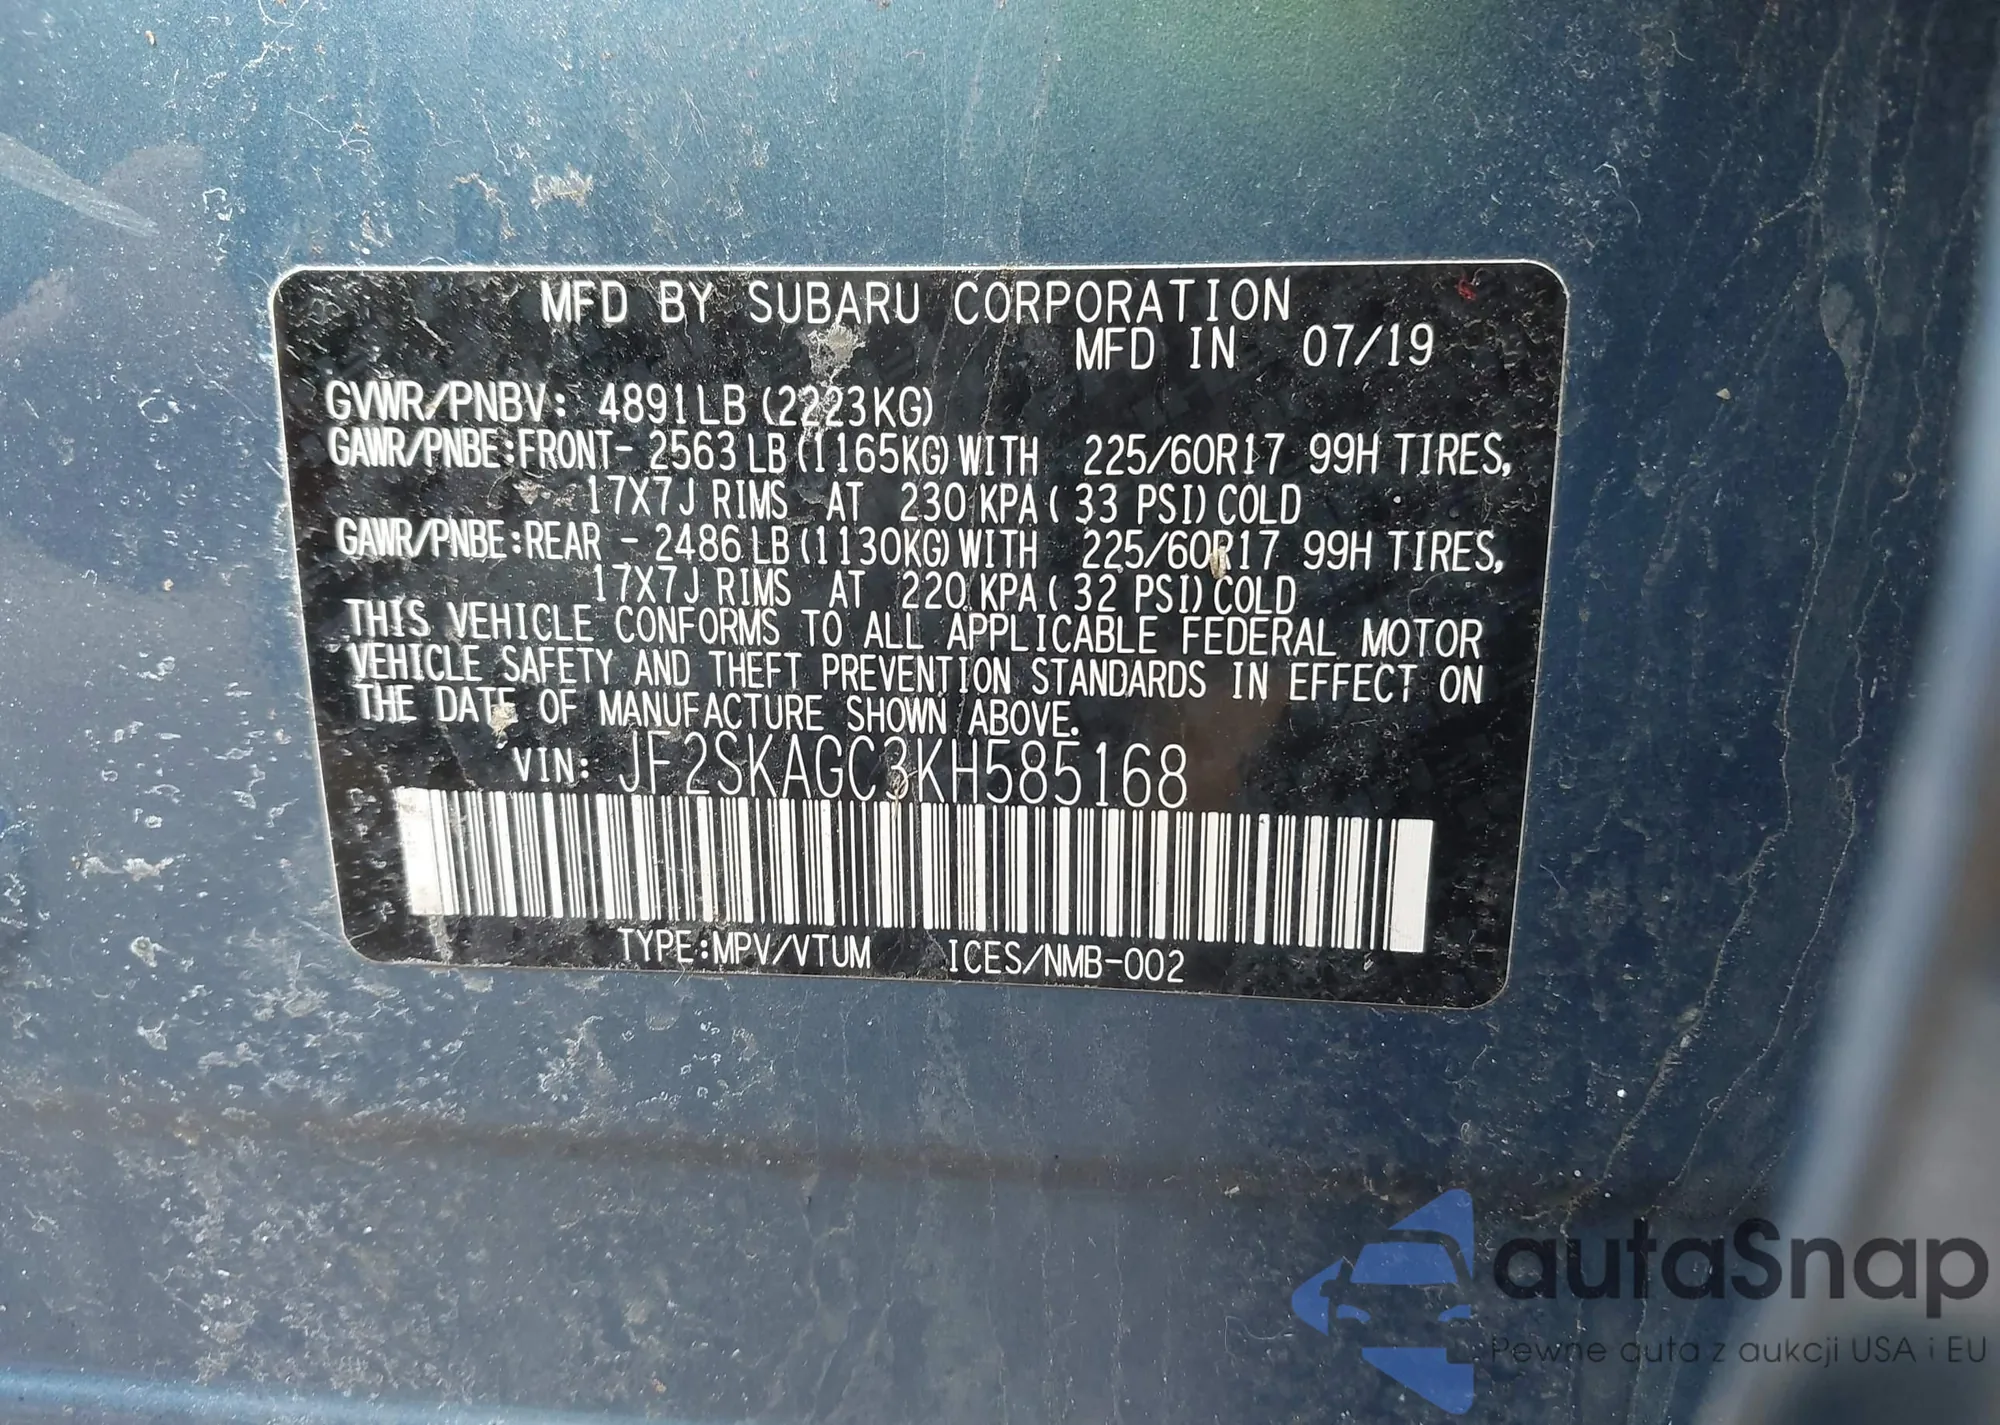 MFD BY SUBARU CORPORATION
MFD IN 07/19
GVWR/PNBV: 4891LB (2223KG)
GAWR/PNBE:FRONT- 2563 LB (1165KG) WITH 225/60R17 99H TIRES,
17X7J RIMS AT 230 KPA ( 33 PSI) COLD
GAWR/PNBE:REAR - 2486 LB (1130KG) WITH 225/60R17 99H TIRES,
17X7J RIMS AT 220 KPA ( 32 PSI) COLD
THIS VEHICLE CONFORMS TO ALL APPLICABLE FEDERAL MOTOR
VEHICLE SAFETY AND THEFT PREVENTION STANDARDS IN EFFECT ON
THE DATE OF MANUFACTURE SHOWN ABOVE.
VIN: JF2SKAGC3KH585168
TYPE:MPV/VTUM ICES/NMB-002
autaSnap
Pewne auta z aukcji USA i EU